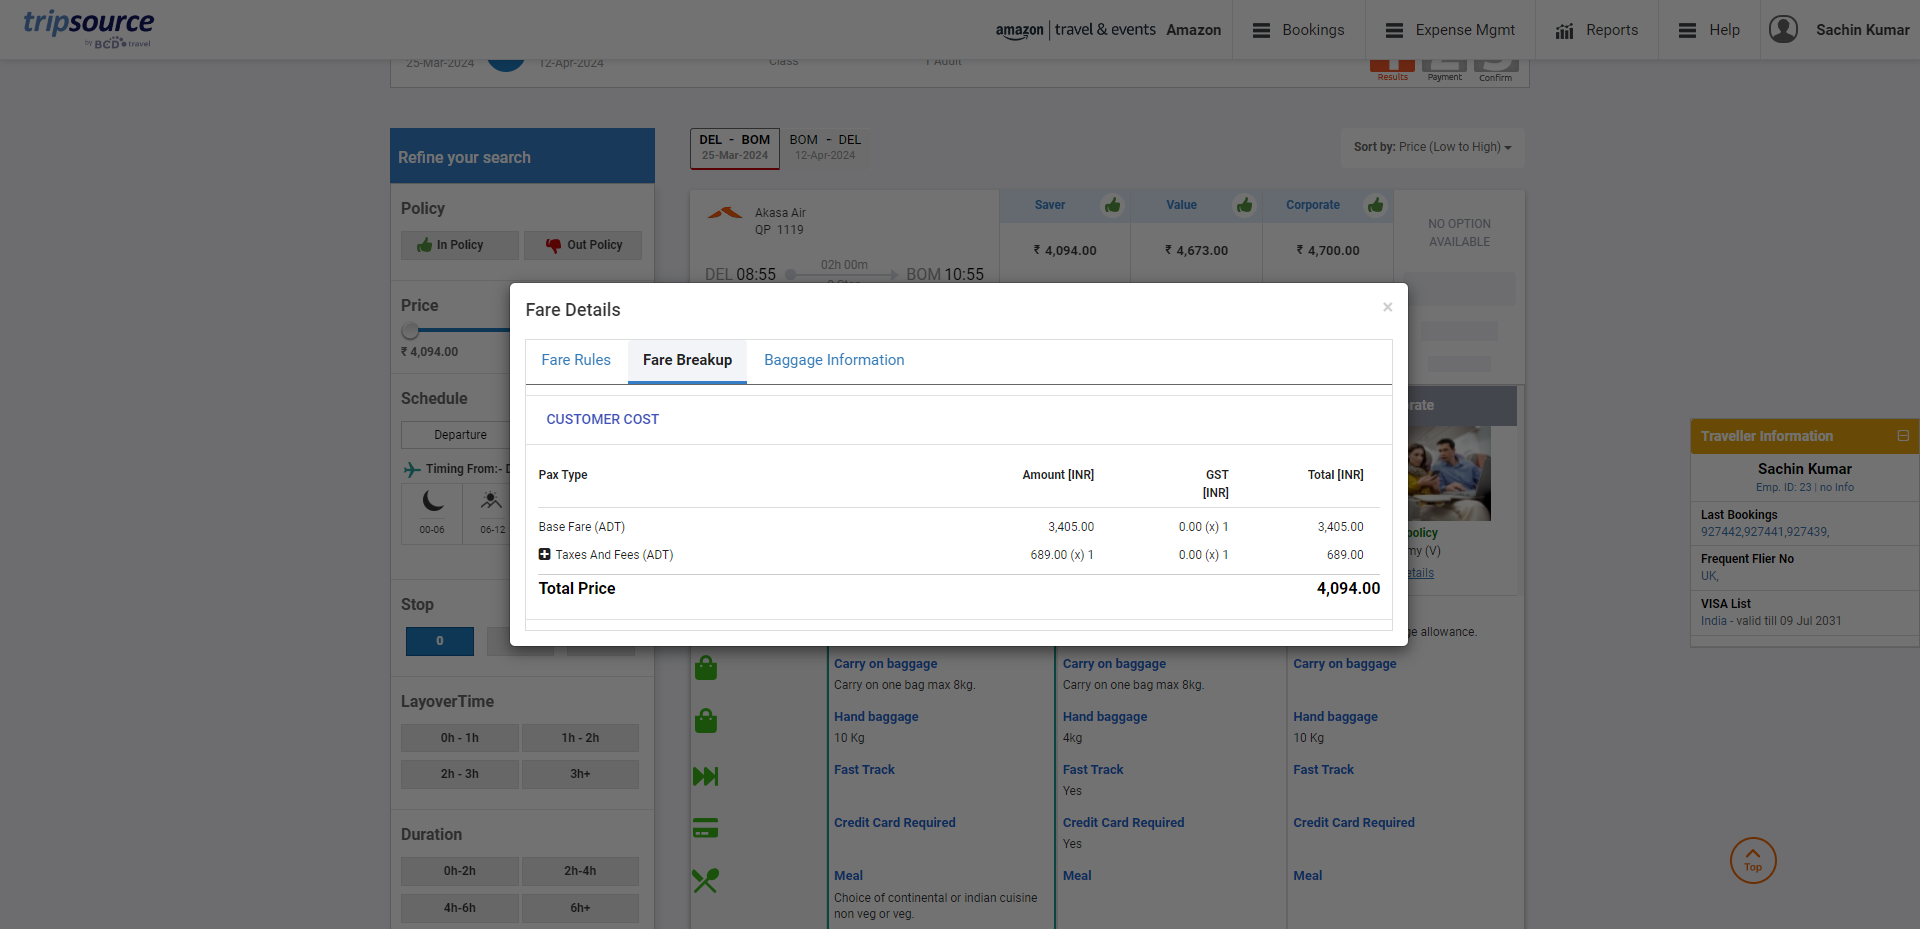 tripsource
by BCD travel
amazon | travel & events Amazon
Bookings
Expense Mgmt
Reports
Help
Sachin Kumar
25-Mar-2024
12-Apr-2024
Class
1 Adult
Results
Payment
Confirm
Refine your search
Policy
In Policy
Out Policy
Price
₹ 4,094.00
Schedule
Departure
Timing From:- D
00-06
06-12
Stop
0
LayoverTime
0h - 1h
1h - 2h
2h - 3h
3h+
Duration
0h-2h
2h-4h
4h-6h
6h+
DEL - BOM
25-Mar-2024
BOM - DEL
12-Apr-2024
Sort by: Price (Low to High)
Akasa Air
QP 1119
DEL 08:55
02h 00m
BOM 10:55
Saver
Value
Corporate
₹ 4,094.00
₹ 4,673.00
₹ 4,700.00
NO OPTION
AVAILABLE
Fare Details
×
Fare Rules
Fare Breakup
Baggage Information
CUSTOMER COST
Pax Type
Amount [INR]
GST
[INR]
Total [INR]
Base Fare (ADT)
3,405.00
0.00 (x) 1
3,405.00
Taxes And Fees (ADT)
689.00 (x) 1
0.00 (x) 1
689.00
Total Price
4,094.00
rate
policy
my (V)
etails
ge allowance.
Carry on baggage
Carry on one bag max 8kg.
Carry on baggage
Carry on one bag max 8kg.
Carry on baggage
Hand baggage
10 Kg
Hand baggage
4kg
Hand baggage
10 Kg
Fast Track
Fast Track
Yes
Fast Track
Credit Card Required
Credit Card Required
Yes
Credit Card Required
Meal
Choice of continental or indian cuisine
non veg or veg.
Meal
Meal
Traveller Information
Sachin Kumar
Emp. ID: 23 | no Info
Last Bookings
927442,927441,927439,
Frequent Flier No
UK,
VISA List
India - valid till 09 Jul 2031
Top